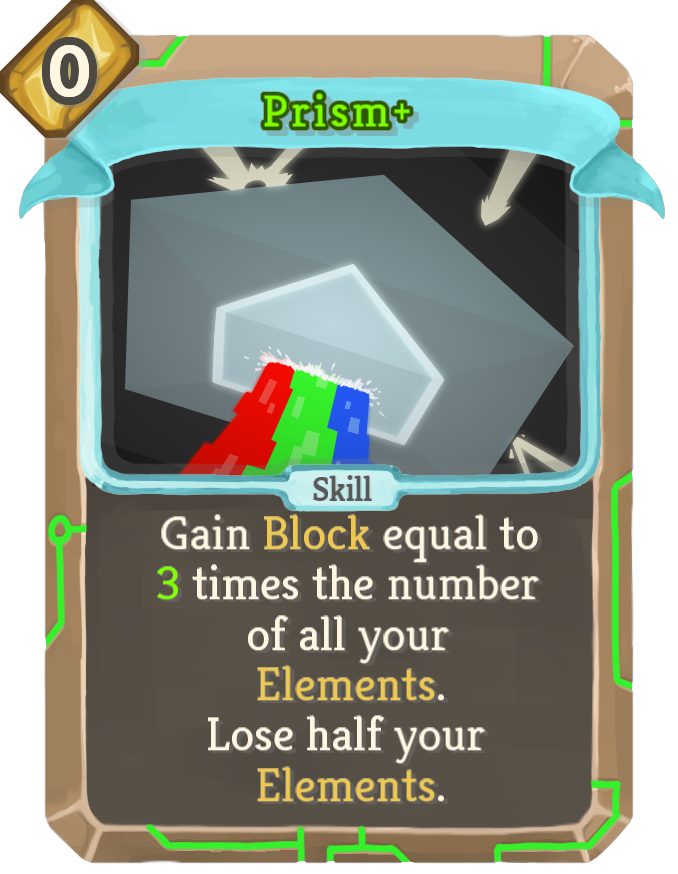 0
Prism+
Skill
Gain Block equal to
3 times the number
of all your
Elements.
Lose half your
Elements.